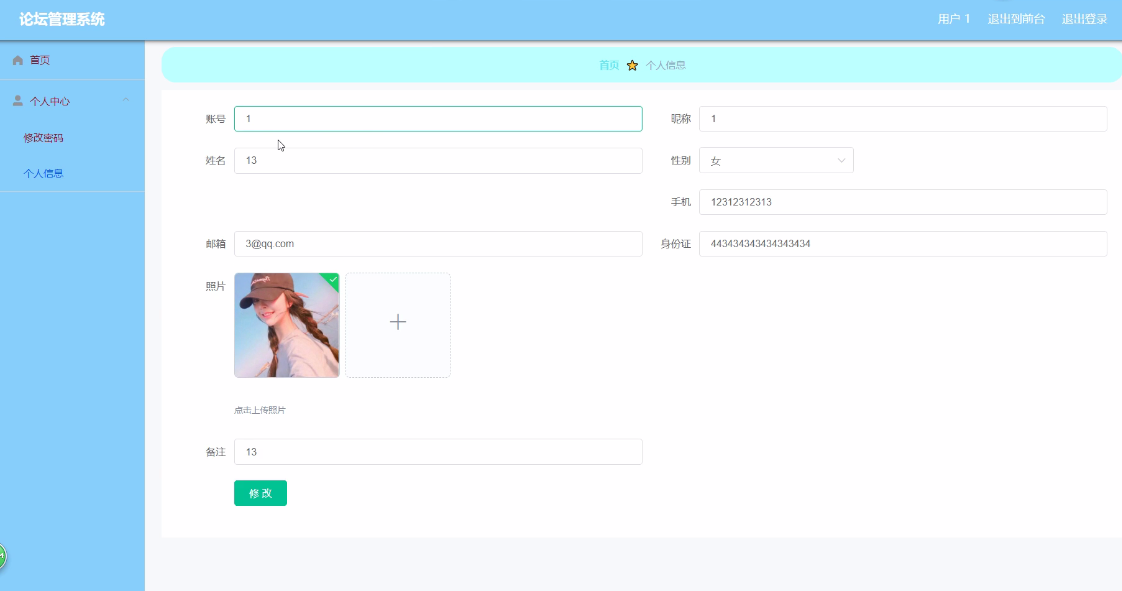 论坛管理系统
用户 1 退出到前台 退出登录
首页
个人中心
修改密码
个人信息
首页 个人信息
账号 1 昵称 1
姓名 13 性别 女
手机 12312312313
邮箱 3@qq.com 身份证 443434343434343434
照片
点击上传照片
备注 13
修 改